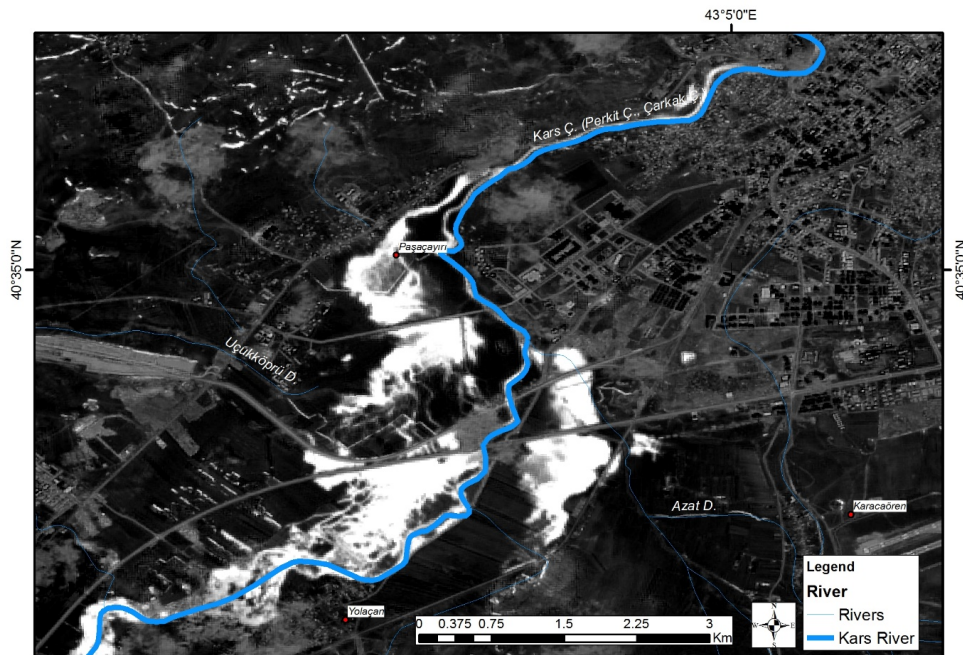 43°5'0"E
Kars Ç. (Perkit Ç., Çarkak
40°35'0"N
40°35'0"N
Paşaçayırı
Uçükköprü D.
Azat D.
Karacaören
Yolaçan
Legend
River
Rivers
Kars River
0 0.375 0.75 1.5 2.25 3
Km
N
W E
S